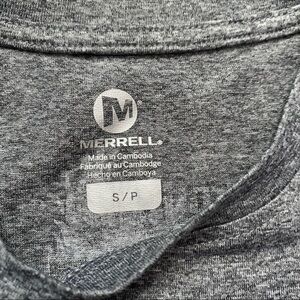 M
MERRELL®
Made in Cambodia
Fabriqué au Cambodge
Hecho en Camboya
S/P